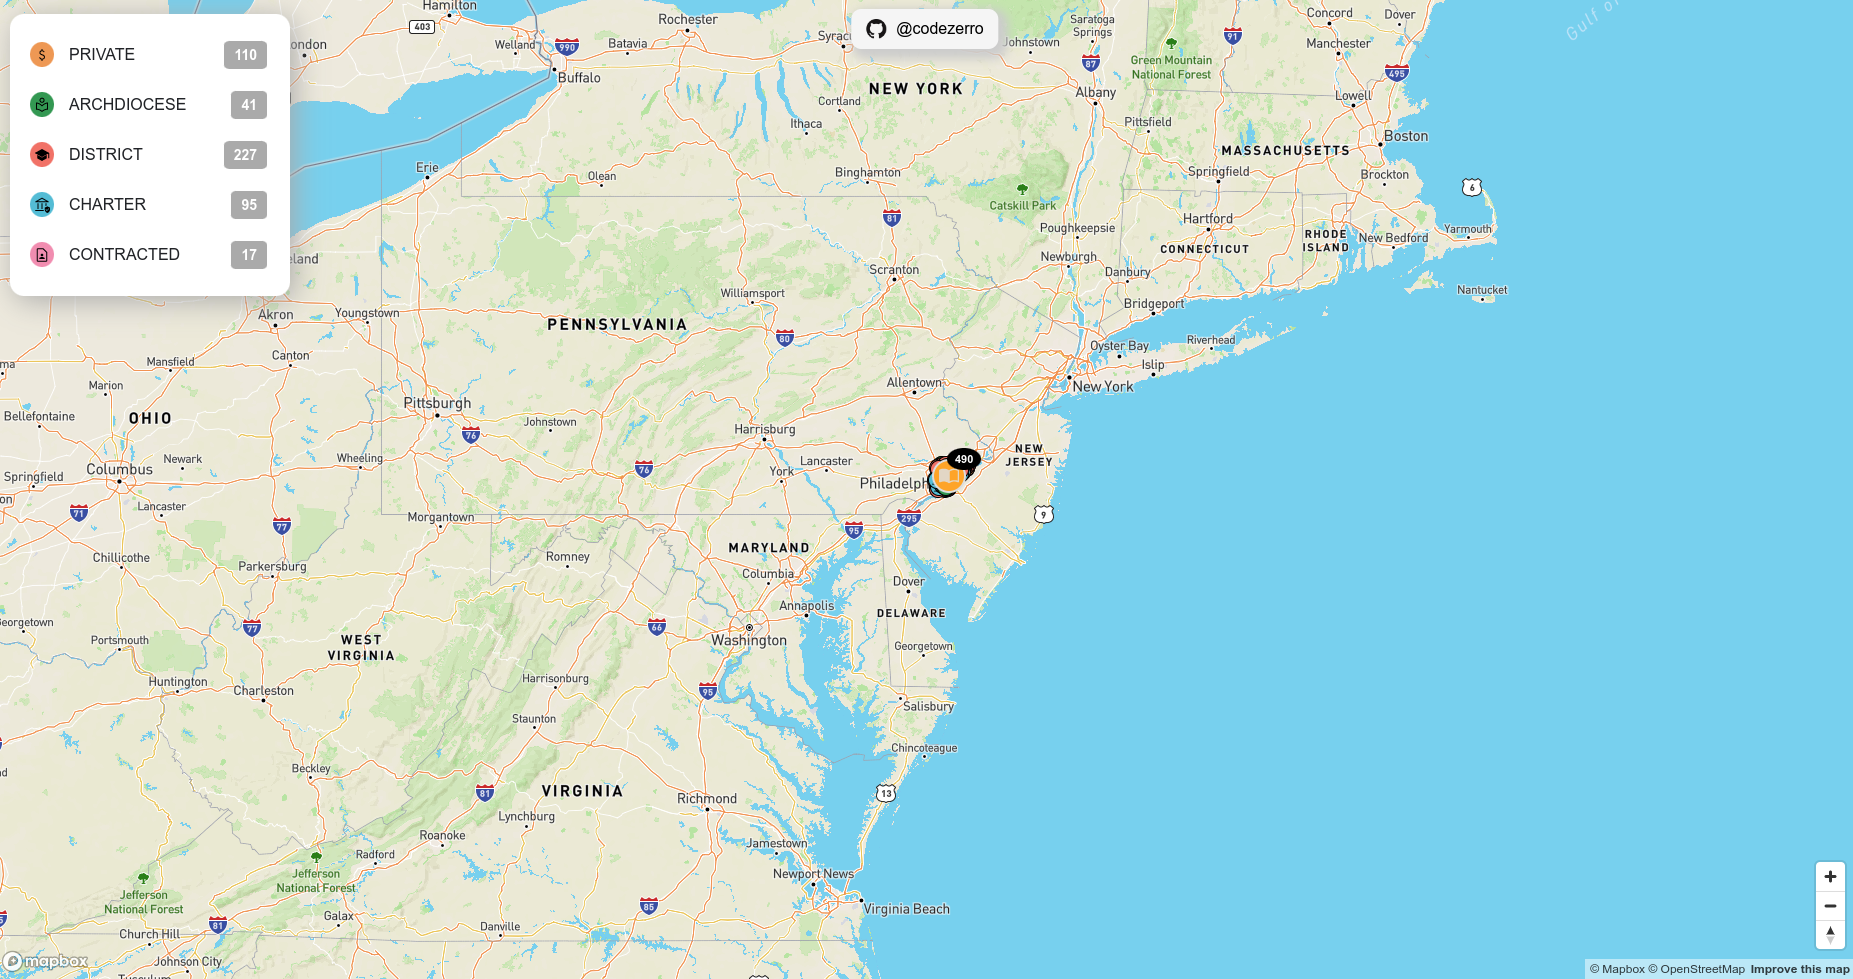 PRIVATE 110
ARCHDIOCESE 41
DISTRICT 227
CHARTER 95
CONTRACTED 17
@codezerro
Hamilton
403
Rochester
Welland
990
Batavia
Buffalo
Saratoga
Springs
Johnstown
87
Green Mountain
National Forest
91
Concord
Dover
Manchester
495
Lowell
Gulf of
NEW YORK
Cortland
Ithaca
Albany
Pittsfield
Boston
MASSACHUSETTS
Springfield
Brockton
6
Erie
Olean
Binghamton
Catskill Park
81
Poughkeepsie
Hartford
CONNECTICUT
RHODE
ISLAND
New Bedford
Yarmouth
Nantucket
Newburgh
Danbury
Bridgeport
Scranton
Williamsport
Akron
Youngstown
PENNSYLVANIA
80
Oyster Bay
Riverhead
Islip
New York
Mansfield
Canton
Marion
Allentown
Bellefontaine
OHIO
Pittsburgh
76
Johnstown
Harrisburg
NEW
JERSEY
490
Columbus
Newark
Wheeling
76
Lancaster
York
Springfield
Philadelph
71
Lancaster
77
Morgantown
95
295
9
Chillicothe
Parkersburg
Romney
MARYLAND
Columbia
Dover
Annapolis
DELAWARE
Georgetown
77
66
Washington
Portsmouth
WEST
VIRGINIA
Georgetown
Huntington
Charleston
Harrisonburg
95
Salisbury
Staunton
Chincoteague
Beckley
81
VIRGINIA
Richmond
13
Lynchburg
Roanoke
Radford
Jamestown
Jefferson
National Forest
Jefferson
National Forest
Newport News
Galax
85
Virginia Beach
81
Church Hill
Danville
Johnson City
mapbox
© Mapbox © OpenStreetMap Improve this map